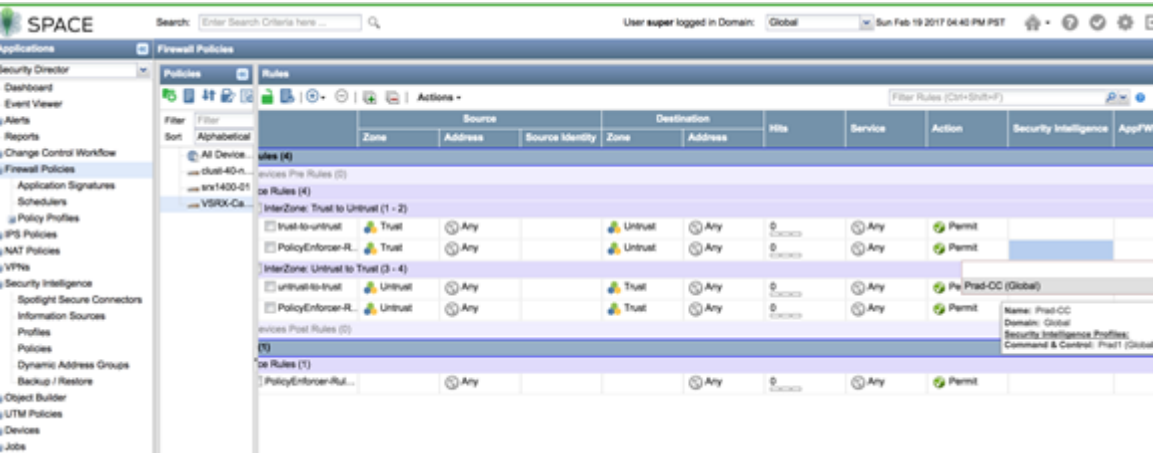 SPACE Search: Enter Search Criteria here ... User super logged in Domain: Global Sun Feb 19 2017 04:40 PM PST
Applications Firewall Policies
Security Director Policies Rules
Dashboard Actions Filter Rules (Ctrl+Shift+F)
Event Viewer Filter Filter Source Destination
Alerts Sort Alphabetical Zone Address Source Identity Zone Address Hits Service Action Security Intelligence AppFW
Reports
Change Control Workflow All Device... ules (4)
Firewall Policies clust-40-n... evices Pre Rules (0)
Application Signatures srx1400-01 ce Rules (4)
Schedulers VSRX-Ca... InterZone: Trust to Untrust (1 - 2)
Policy Profiles trust-to-untrust Trust Any Untrust 0 Any Permit
IPS Policies
NAT Policies PolicyEnforcer-R... Trust Any Untrust Any 0 Any Permit
VPNs InterZone: Untrust to Trust (3 - 4)
Security Intelligence untrust-to-trust Untrust Any Trust 0 Any Pe Prad-CC (Global)
Spotlight Secure Connectors
Information Sources PolicyEnforcer-R... Untrust Any Trust Any 0 Any Permit Name: Prad-CC
Domain: Global
Profiles evices Post Rules (0) Security Intelligence Profiles:
Policies (1) Command & Control: Prad1 (Global
Dynamic Address Groups ce Rules (1)
Backup / Restore PolicyEnforcer-Rul... Any Any 0 Any Permit
Object Builder
UTM Policies
Devices
Jobs